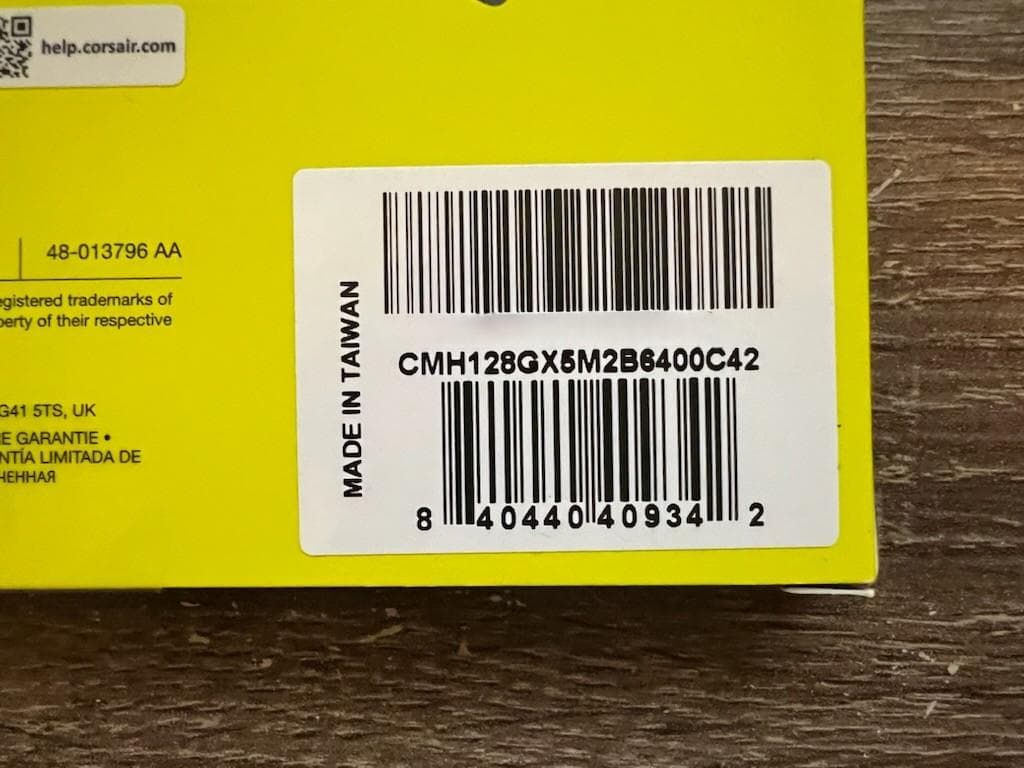 help.corsair.com
48-013796 AA
egistered trademarks of
perty of their respective
G41 5TS, UK
E GARANTIE •
NTÍA LIMITADA DE
ЧЕННАЯ
MADE IN TAIWAN
CMH128GX5M2B6400C42
8 40440 40934 2